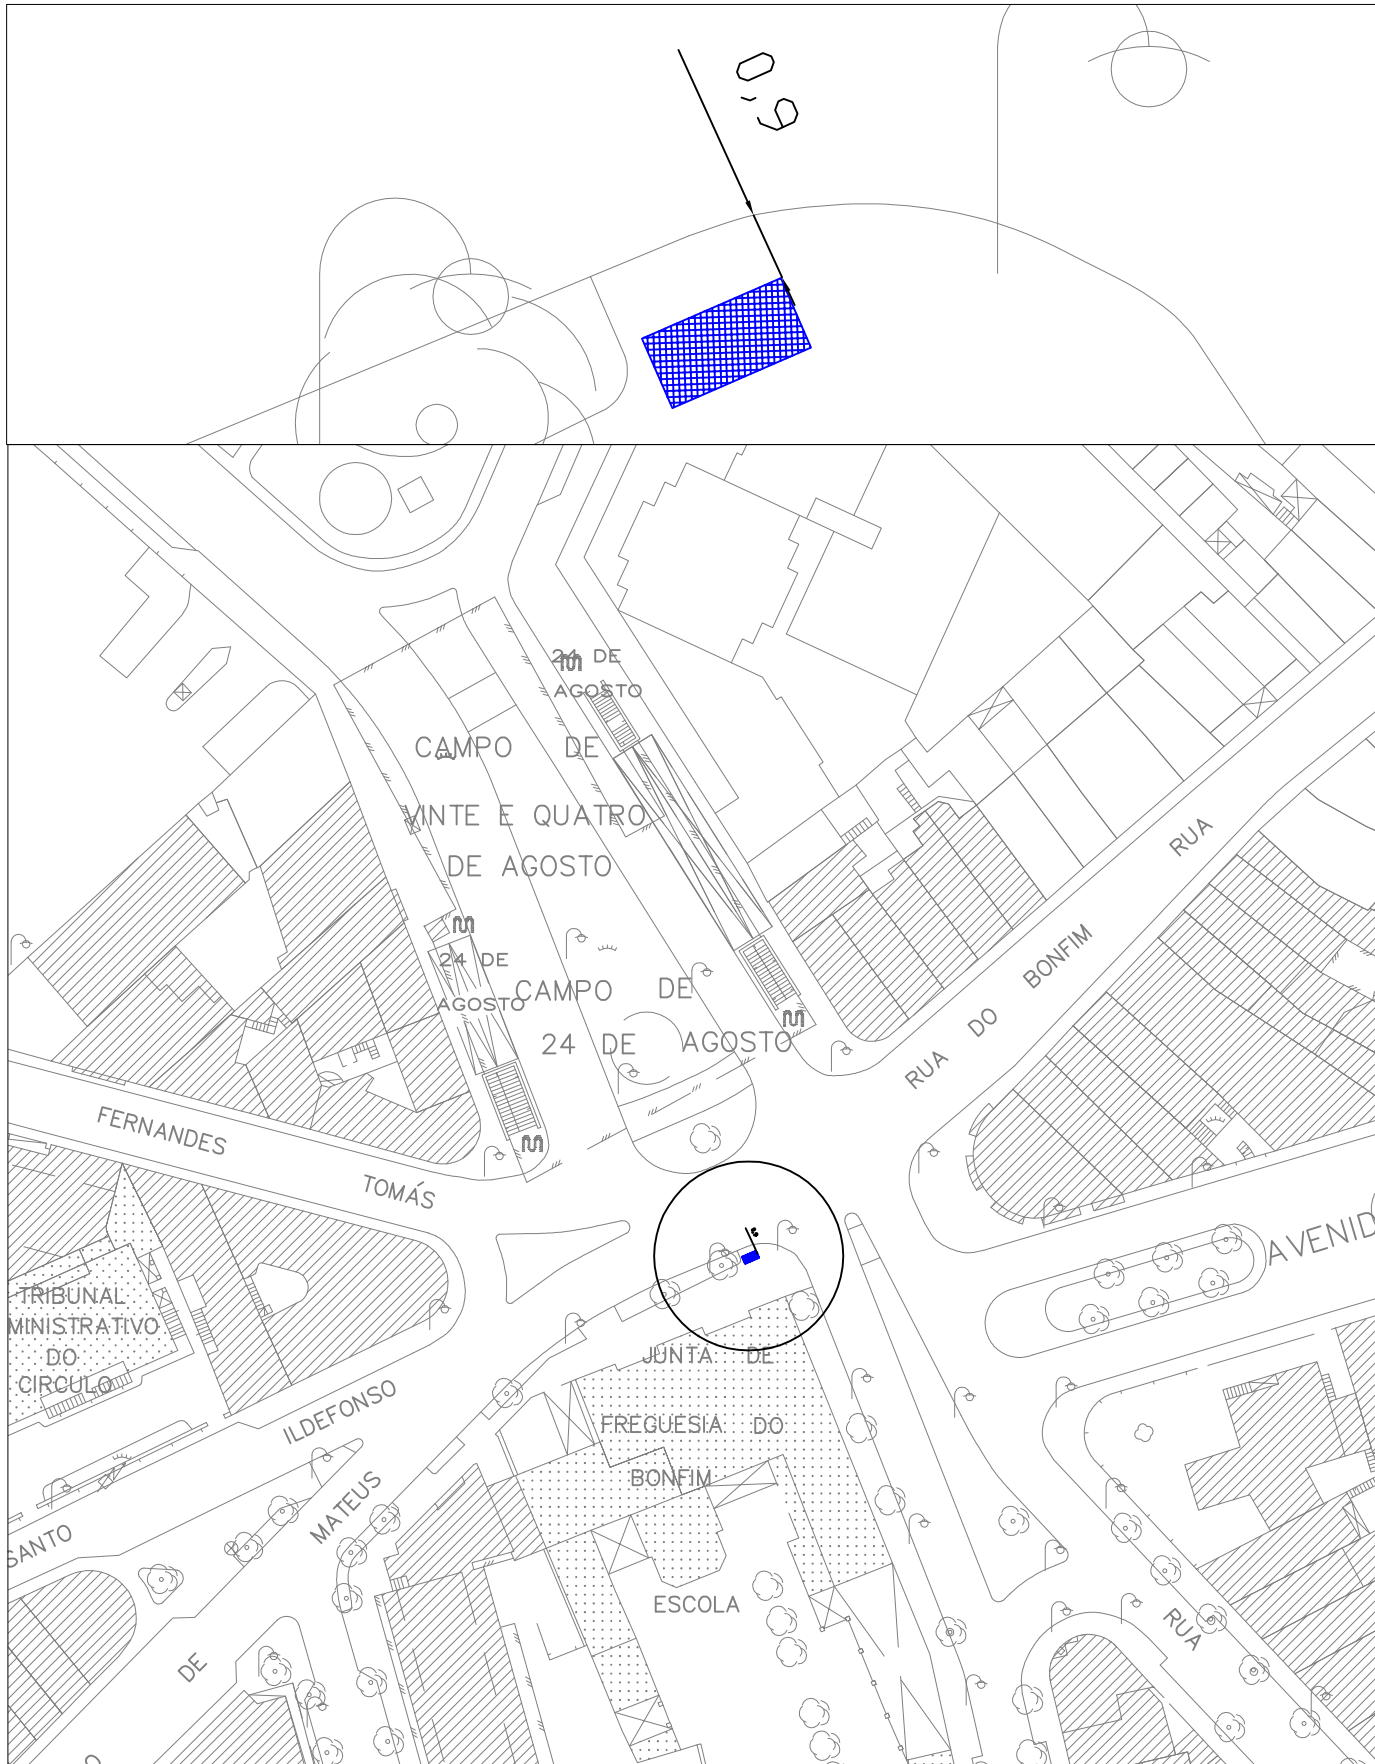 0,9
24 DE
AGOSTO
CAMPO DE
VINTE E QUATRO
DE AGOSTO
24 DE
AGOSTO
CAMPO DE
24 DE AGOSTO
RUA
RUA DO BONFIM
FERNANDES
TOMÁS
AVENID
TRIBUNAL
MINISTRATIVO
DO
CIRCULO
JUNTA DE
FREGUESIA DO
BONFIM
ILDEFONSO
SANTO
MATEUS
DE
O
ESCOLA
RUA